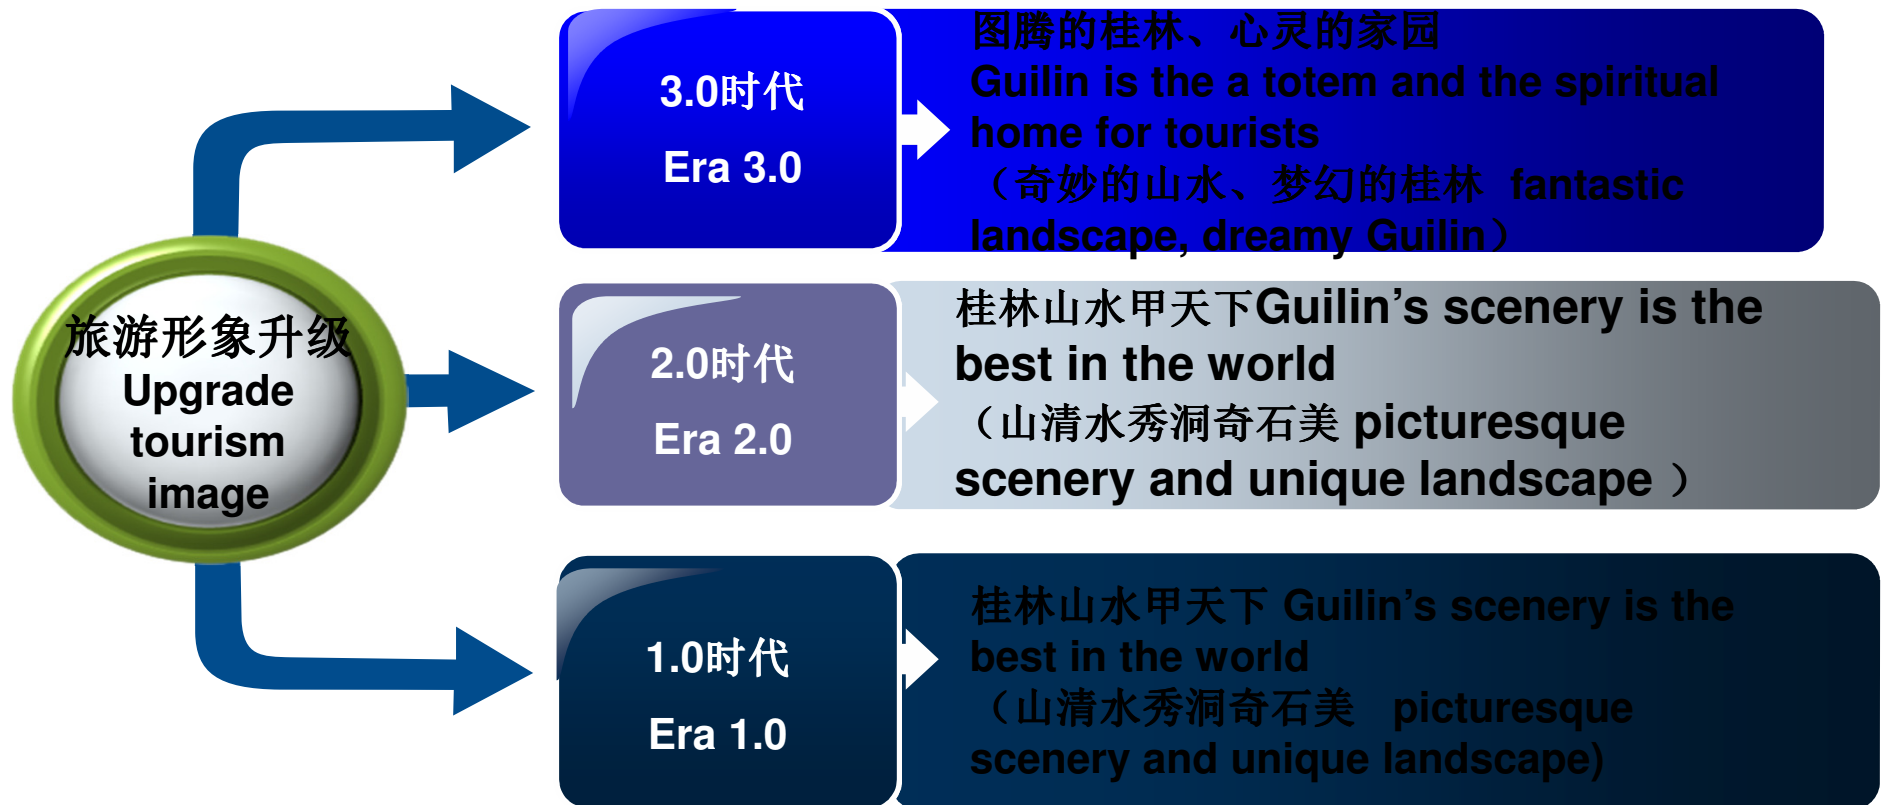 旅游形象升级
Upgrade
tourism
image
3.0时代
Era 3.0
图腾的桂林、心灵的家园
Guilin is the a totem and the spiritual
home for tourists
（奇妙的山水、梦幻的桂林 fantastic
landscape, dreamy Guilin）
2.0时代
Era 2.0
桂林山水甲天下Guilin’s scenery is the
best in the world
（山清水秀洞奇石美 picturesque
scenery and unique landscape ）
1.0时代
Era 1.0
桂林山水甲天下 Guilin’s scenery is the
best in the world
（山清水秀洞奇石美 picturesque
scenery and unique landscape)